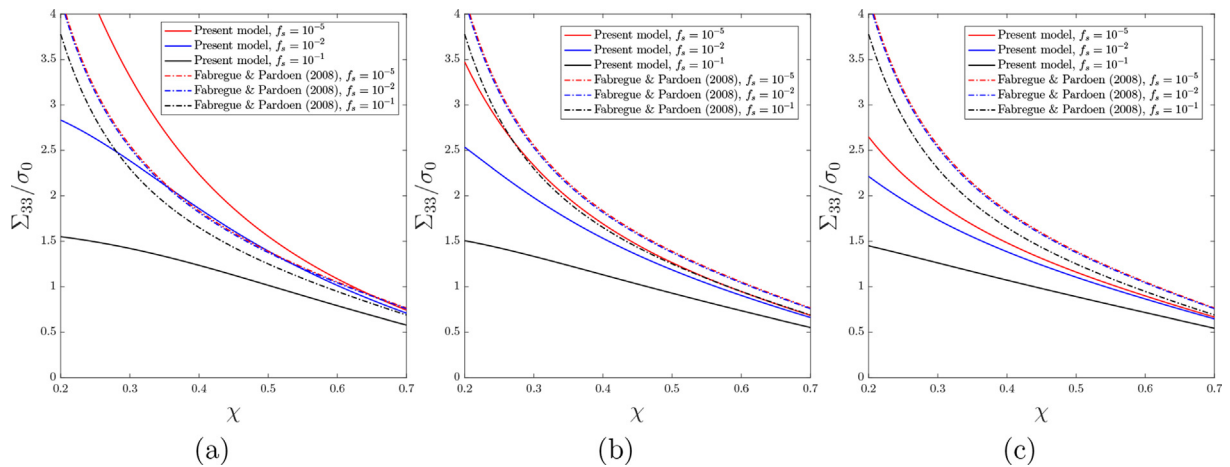 4
3.5
3
2.5
2
1.5
1
0.5
0
Σ₃₃/σ₀
Present model, fₛ = 10⁻⁵
Present model, fₛ = 10⁻²
Present model, fₛ = 10⁻¹
Fabregue & Pardoen (2008), fₛ = 10⁻⁵
Fabregue & Pardoen (2008), fₛ = 10⁻²
Fabregue & Pardoen (2008), fₛ = 10⁻¹
0.2 0.3 0.4 0.5 0.6 0.7
χ
(a)
4
3.5
3
2.5
2
1.5
1
0.5
0
Σ₃₃/σ₀
Present model, fₛ = 10⁻⁵
Present model, fₛ = 10⁻²
Present model, fₛ = 10⁻¹
Fabregue & Pardoen (2008), fₛ = 10⁻⁵
Fabregue & Pardoen (2008), fₛ = 10⁻²
Fabregue & Pardoen (2008), fₛ = 10⁻¹
0.2 0.3 0.4 0.5 0.6 0.7
χ
(b)
4
3.5
3
2.5
2
1.5
1
0.5
0
Σ₃₃/σ₀
Present model, fₛ = 10⁻⁵
Present model, fₛ = 10⁻²
Present model, fₛ = 10⁻¹
Fabregue & Pardoen (2008), fₛ = 10⁻⁵
Fabregue & Pardoen (2008), fₛ = 10⁻²
Fabregue & Pardoen (2008), fₛ = 10⁻¹
0.2 0.3 0.4 0.5 0.6 0.7
χ
(c)